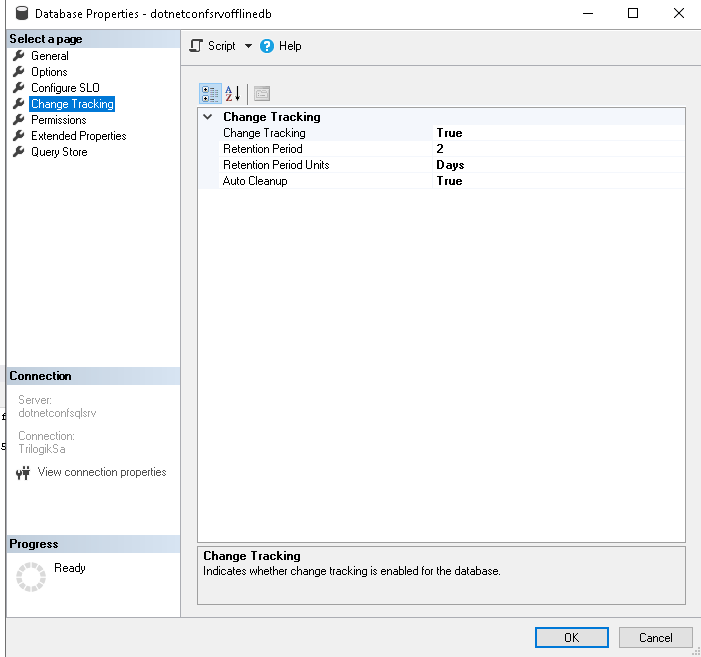 Database Properties - dotnetconfsrvofflinedb
Select a page
General
Options
Configure SLO
Change Tracking
Permissions
Extended Properties
Query Store
Script
Help
Change Tracking
Change Tracking True
Retention Period 2
Retention Period Units Days
Auto Cleanup True
Connection
Server:
dotnetconfsqlsrv
Connection:
TrilogikSa
View connection properties
Progress
Ready
Change Tracking
Indicates whether change tracking is enabled for the database.
OK
Cancel